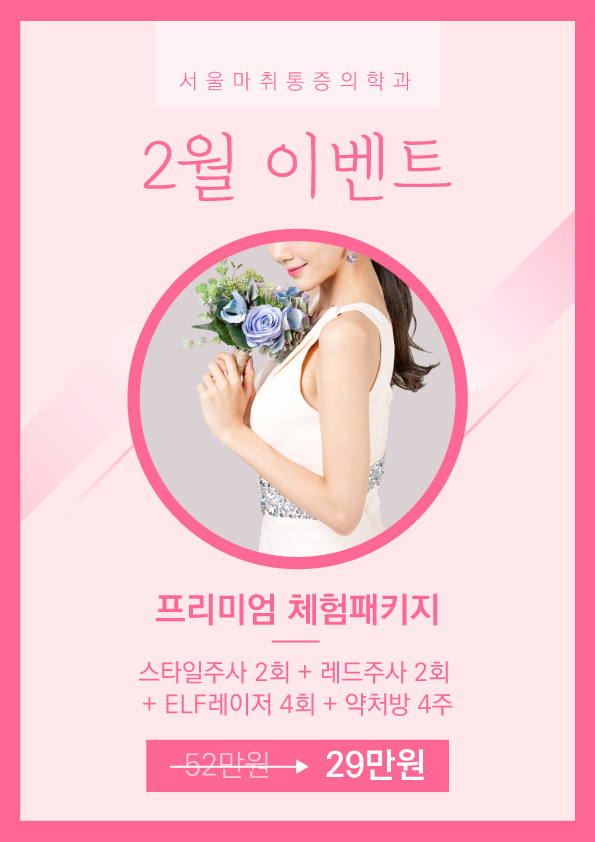 서울마취통증의학과
2월 이벤트
프리미엄 체험패키지
스타일주사 2회 + 레드주사 2회
+ ELF레이저 4회 + 약처방 4주
52만원 → 29만원